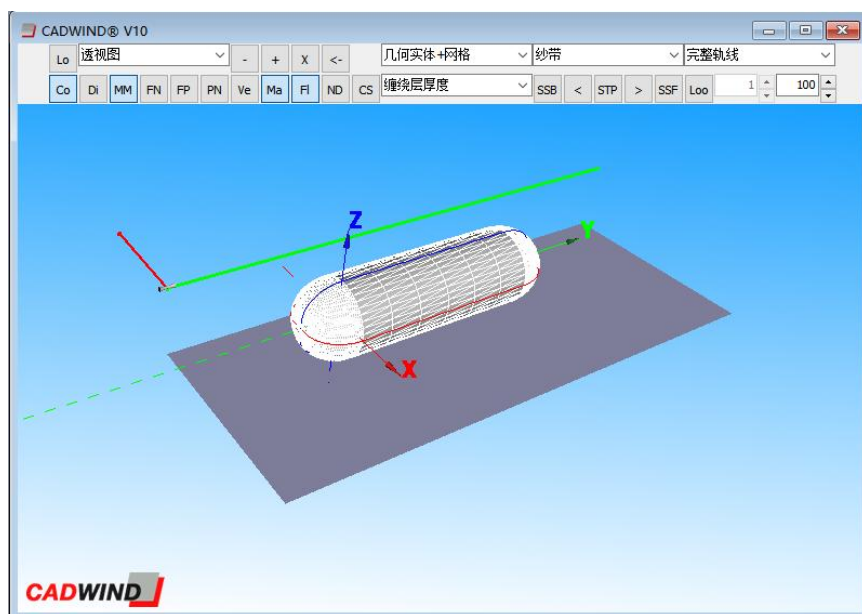 CADWIND® V10
Lo 透视图 - + X <- 几何实体+网格 纱带 完整轨线
Co Di MM FN FP PN Ve Ma Fl ND CS 缠绕层厚度 SSB < STP > SSF Loo 1 100
Z
Y
X
CADWIND